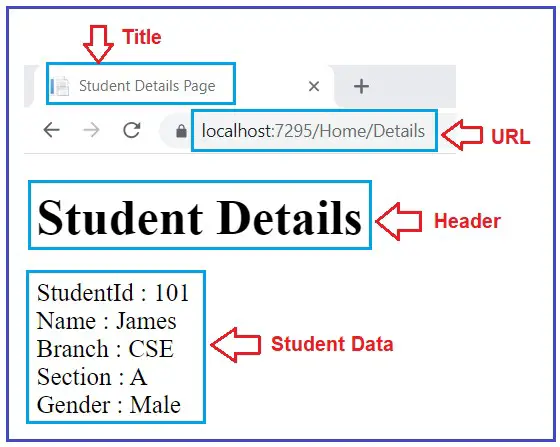 Title
Student Details Page
localhost:7295/Home/Details
URL
Student Details
Header
StudentId : 101
Name : James
Branch : CSE
Student Data
Section : A
Gender : Male